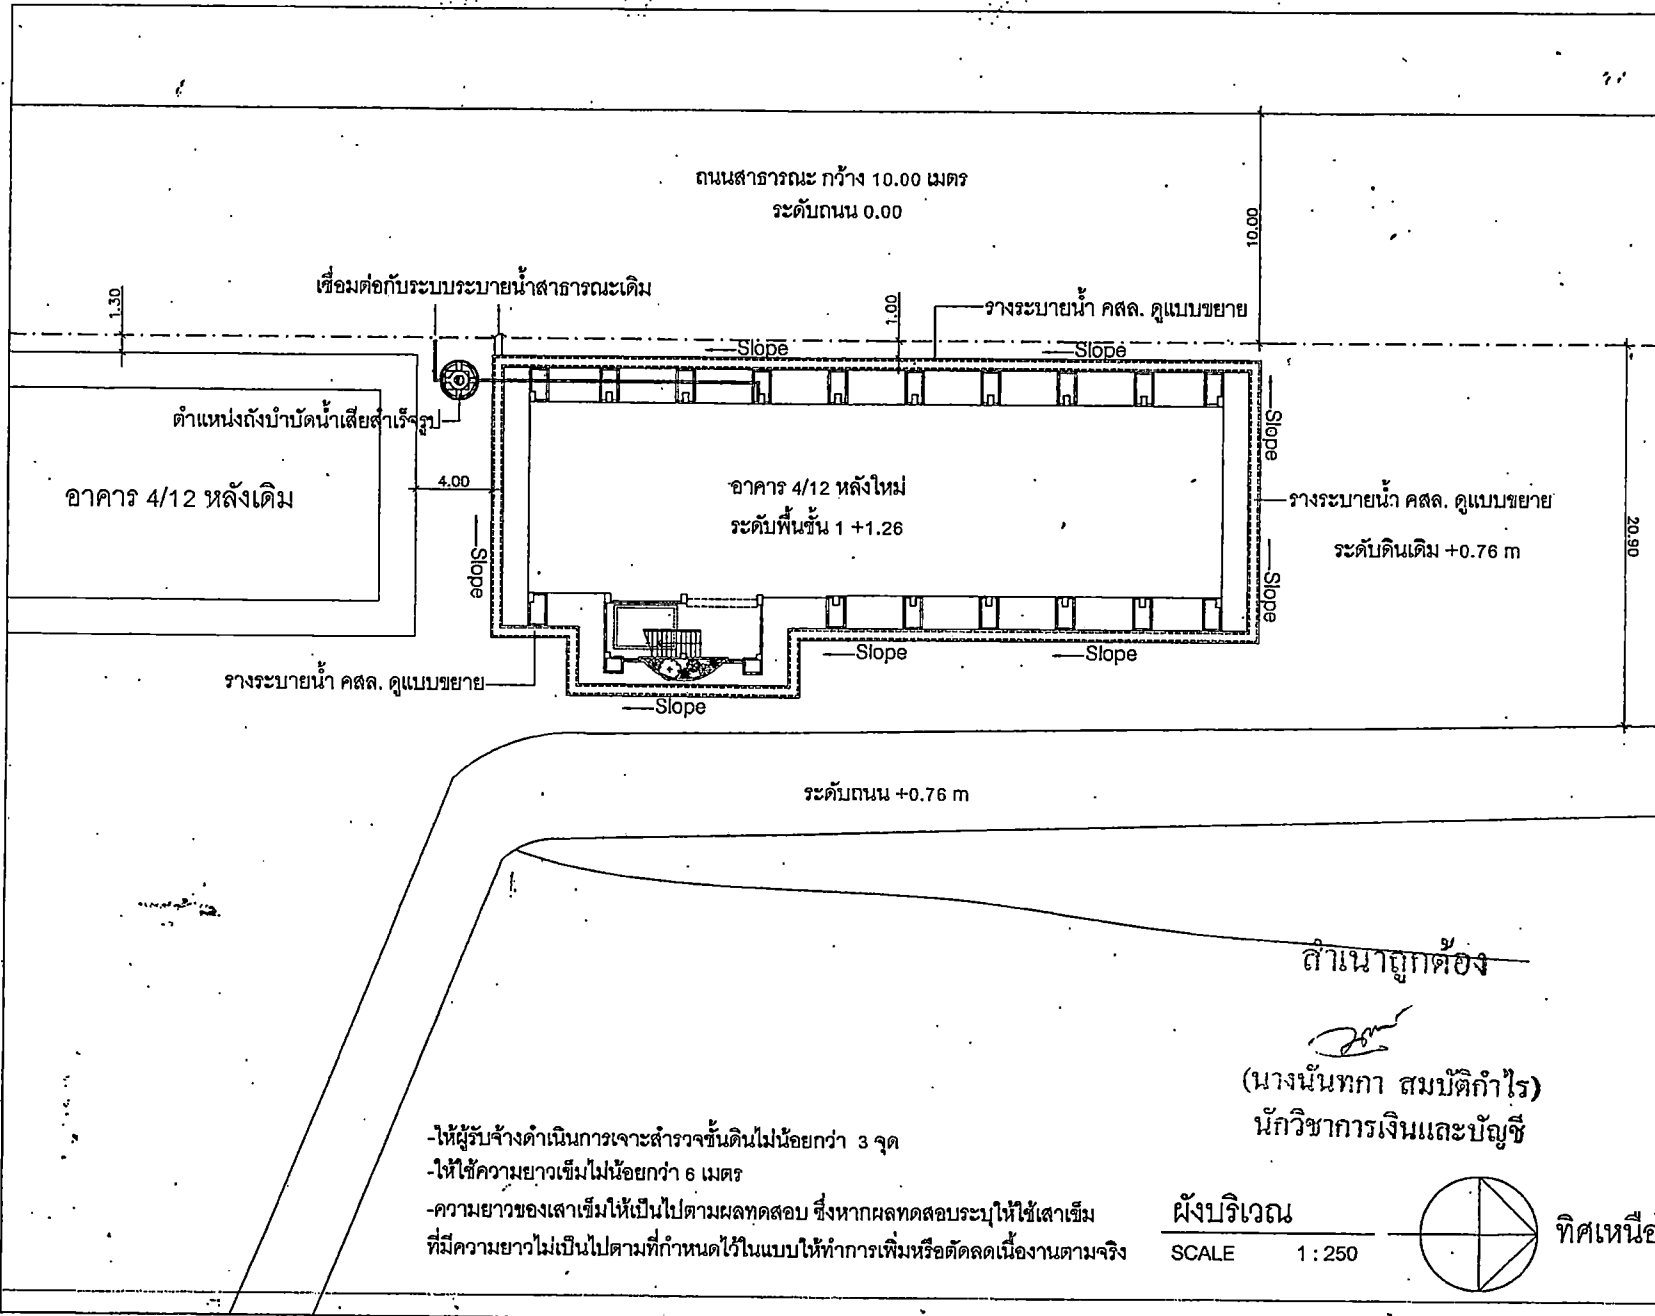 ถนนสาธารณะ กว้าง 10.00 เมตร
ระดับถนน 0.00
10.00
เชื่อมต่อกับระบบระบายน้ำสาธารณะเดิม
1.30
1.00
รางระบายน้ำ คสล. ดูแบบขยาย
Slope
Slope
ตำแหน่งถังบำบัดน้ำเสียสำเร็จรูป
Slope
4.00
อาคาร 4/12 หลังเดิม
อาคาร 4/12 หลังใหม่
ระดับพื้นชั้น 1 +1.26
รางระบายน้ำ คสล. ดูแบบขยาย
ระดับดินเดิม +0.76 m
20.90
Slope
Slope
Slope
Slope
รางระบายน้ำ คสล. ดูแบบขยาย
Slope
ระดับถนน +0.76 m
สำเนาถูกต้อง
(นางนันทกา สมบัติกำไร)
นักวิชาการเงินและบัญชี
-ให้ผู้รับจ้างดำเนินการเจาะสำรวจชั้นดินไม่น้อยกว่า 3 จุด
-ให้ใช้ความยาวเข็มไม่น้อยกว่า 6 เมตร
-ความยาวของเสาเข็มให้เป็นไปตามผลทดสอบ ซึ่งหากผลทดสอบระบุให้ใช้เสาเข็ม
ที่มีความยาวไม่เป็นไปตามที่กำหนดไว้ในแบบให้ทำการเพิ่มหรือตัดลดเนื้องานตามจริง
ผังบริเวณ
SCALE 1 : 250
ทิศเหนือ